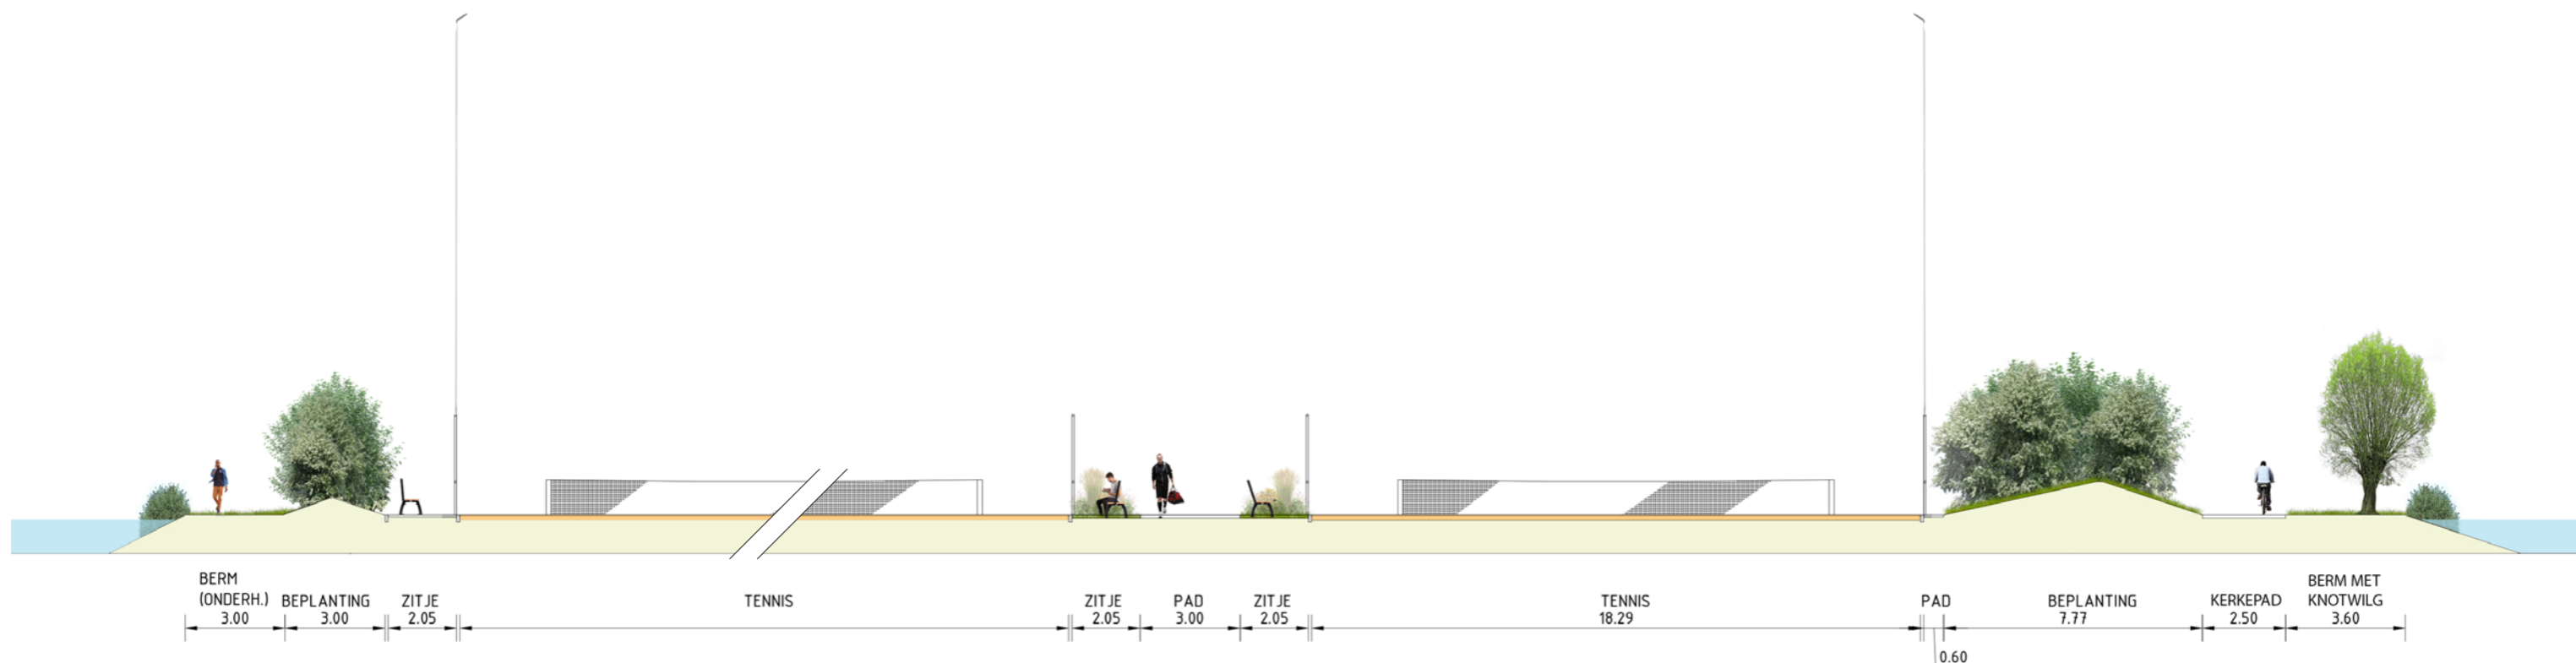 BERM
(ONDERH.)
3.00
BEPLANTING
3.00
ZITJE
2.05
TENNIS
ZITJE
2.05
PAD
3.00
ZITJE
2.05
TENNIS
18.29
PAD
0.60
BEPLANTING
7.77
KERKEPAD
2.50
BERM MET
KNOTWILG
3.60